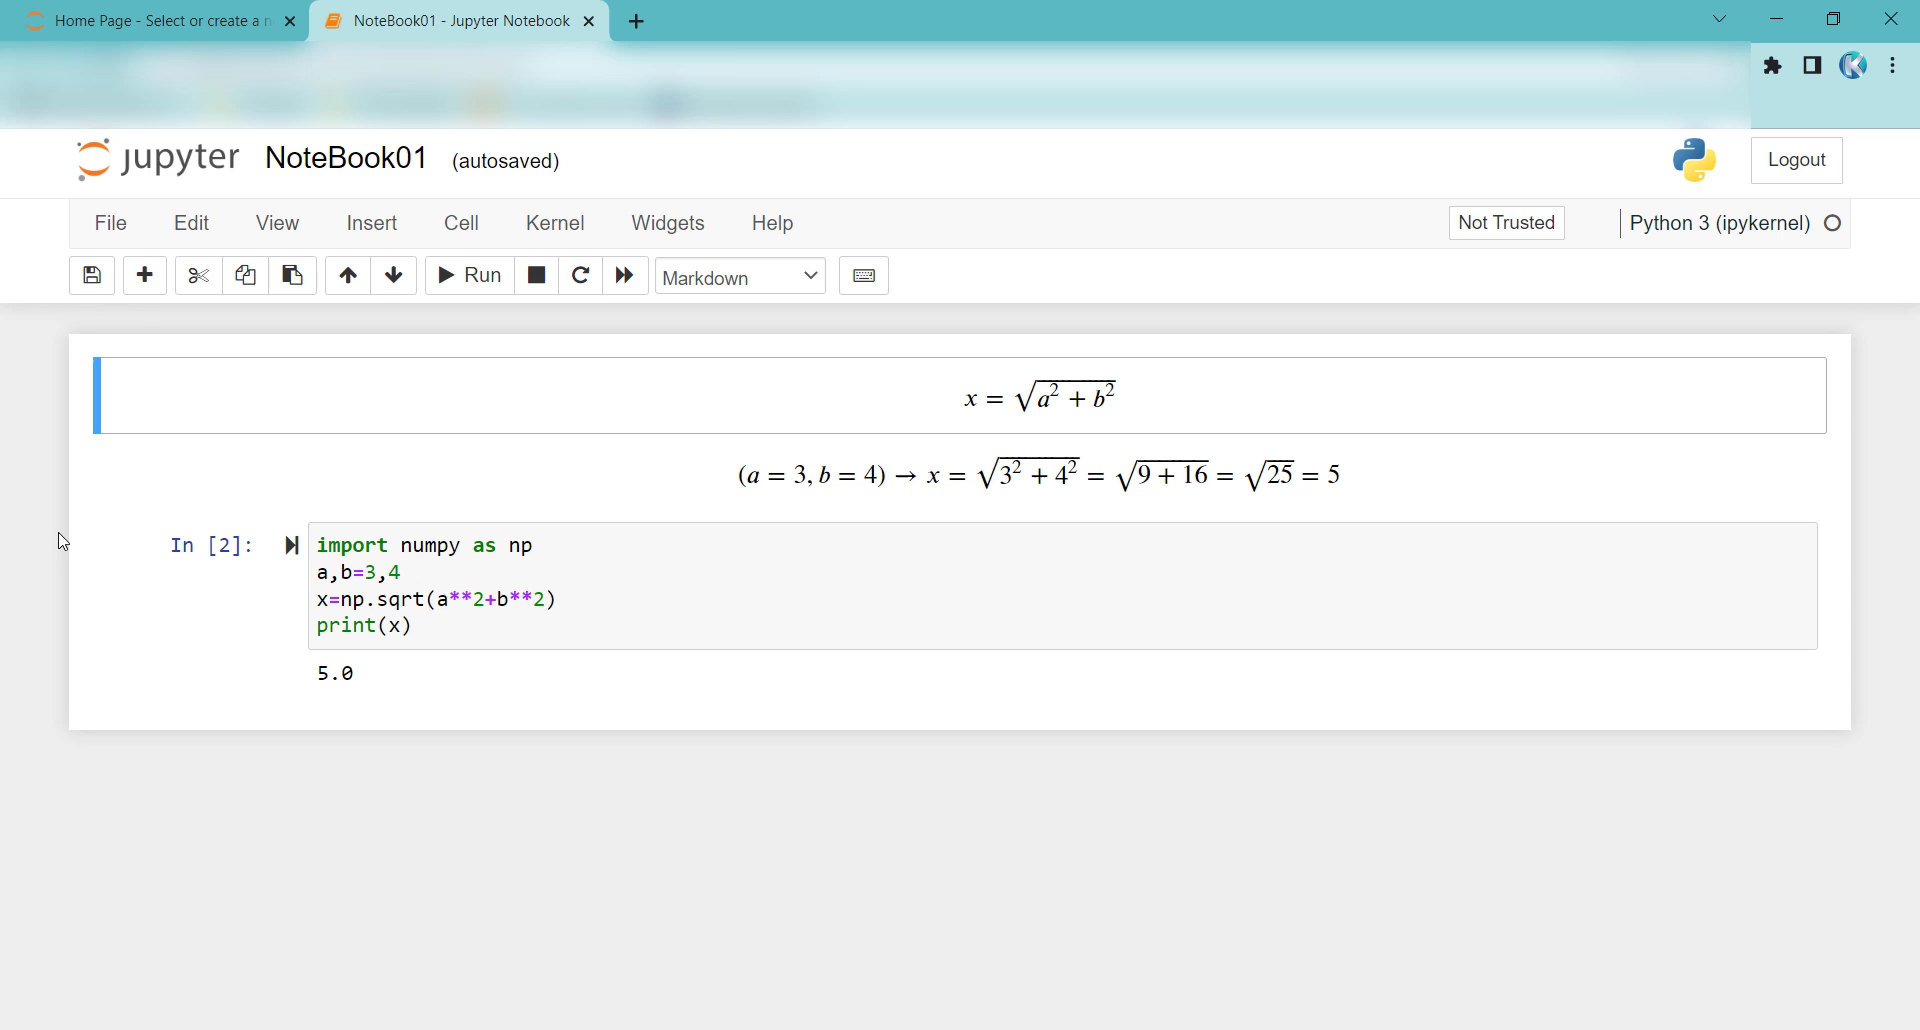 Home Page - Select or create a n
NoteBook01 - Jupyter Notebook
jupyter NoteBook01 (autosaved)
Logout
File Edit View Insert Cell Kernel Widgets Help
Not Trusted
Python 3 (ipykernel)
Run
Markdown
x = √(a² + b²)
(a = 3, b = 4) → x = √(3² + 4²) = √(9 + 16) = √25 = 5
In [2]: import numpy as np
a,b=3,4
x=np.sqrt(a**2+b**2)
print(x)
5.0